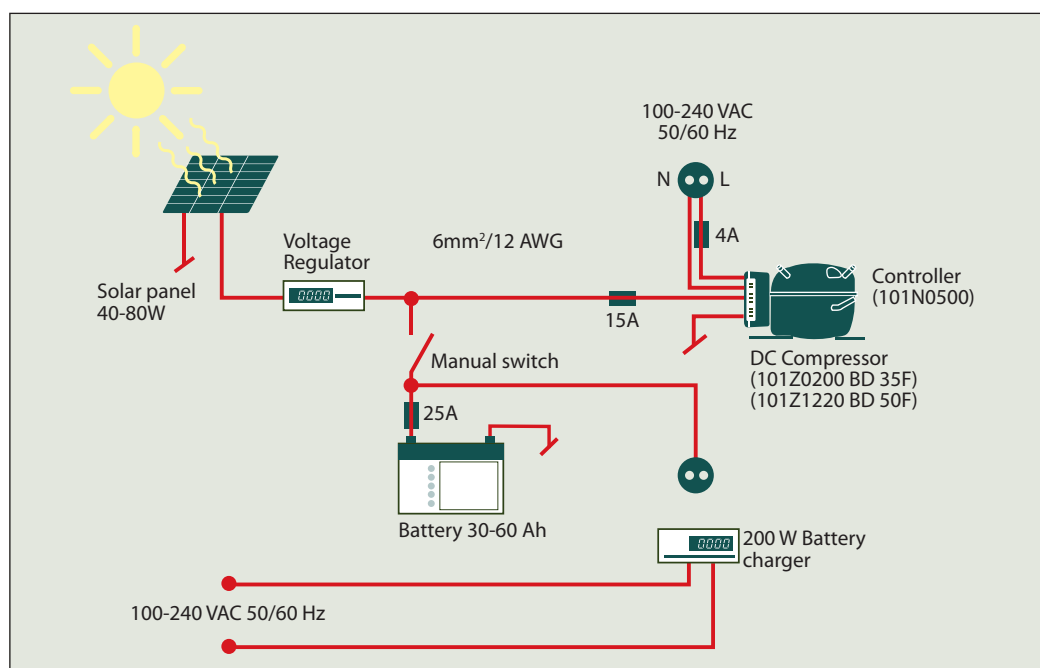 100-240 VAC
50/60 Hz
N
L
4A
6mm²/12 AWG
Voltage
Regulator
0000
Solar panel
40-80W
15A
Controller
(101N0500)
DC Compressor
(101Z0200 BD 35F)
(101Z1220 BD 50F)
Manual switch
25A
Battery 30-60 Ah
0000
200 W Battery
charger
100-240 VAC 50/60 Hz